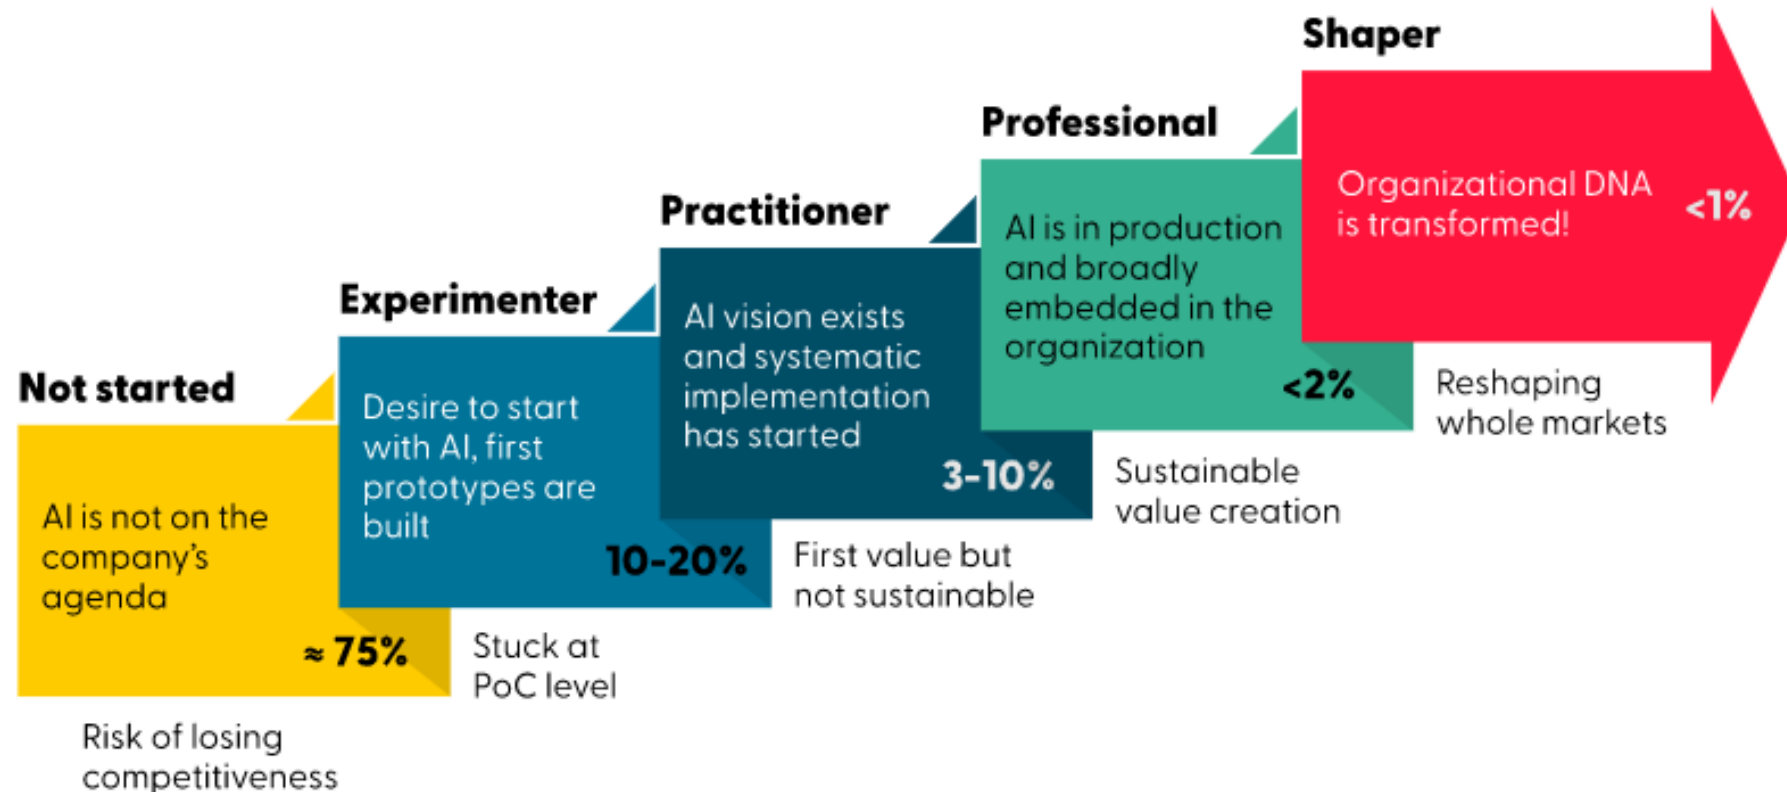 Not started
AI is not on the
company's
agenda
≈ 75%
Risk of losing
competitiveness
Experimenter
Desire to start
with AI, first
prototypes are
built
10-20%
Stuck at
PoC level
Practitioner
AI vision exists
and systematic
implementation
has started
3-10%
First value but
not sustainable
Professional
AI is in production
and broadly
embedded in the
organization
<2%
Sustainable
value creation
Shaper
Organizational DNA
is transformed!
<1%
Reshaping
whole markets